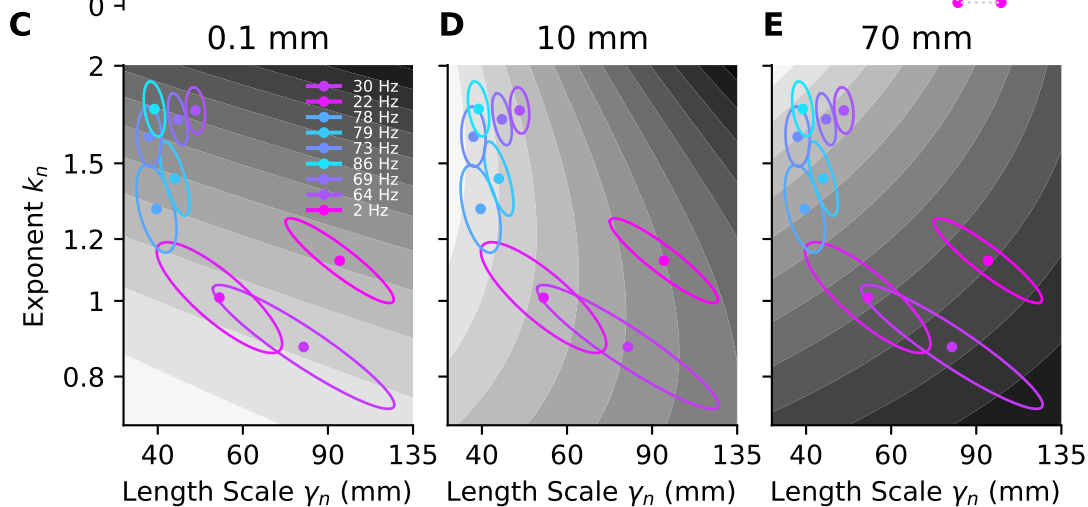 0
C
0.1 mm
D
10 mm
E
70 mm
2
1.5
1.2
1
0.8
Exponent kₙ
30 Hz
22 Hz
78 Hz
79 Hz
73 Hz
86 Hz
69 Hz
64 Hz
2 Hz
40 60 90 135
40 60 90 135
40 60 90 135
Length Scale γₙ (mm)
Length Scale γₙ (mm)
Length Scale γₙ (mm)